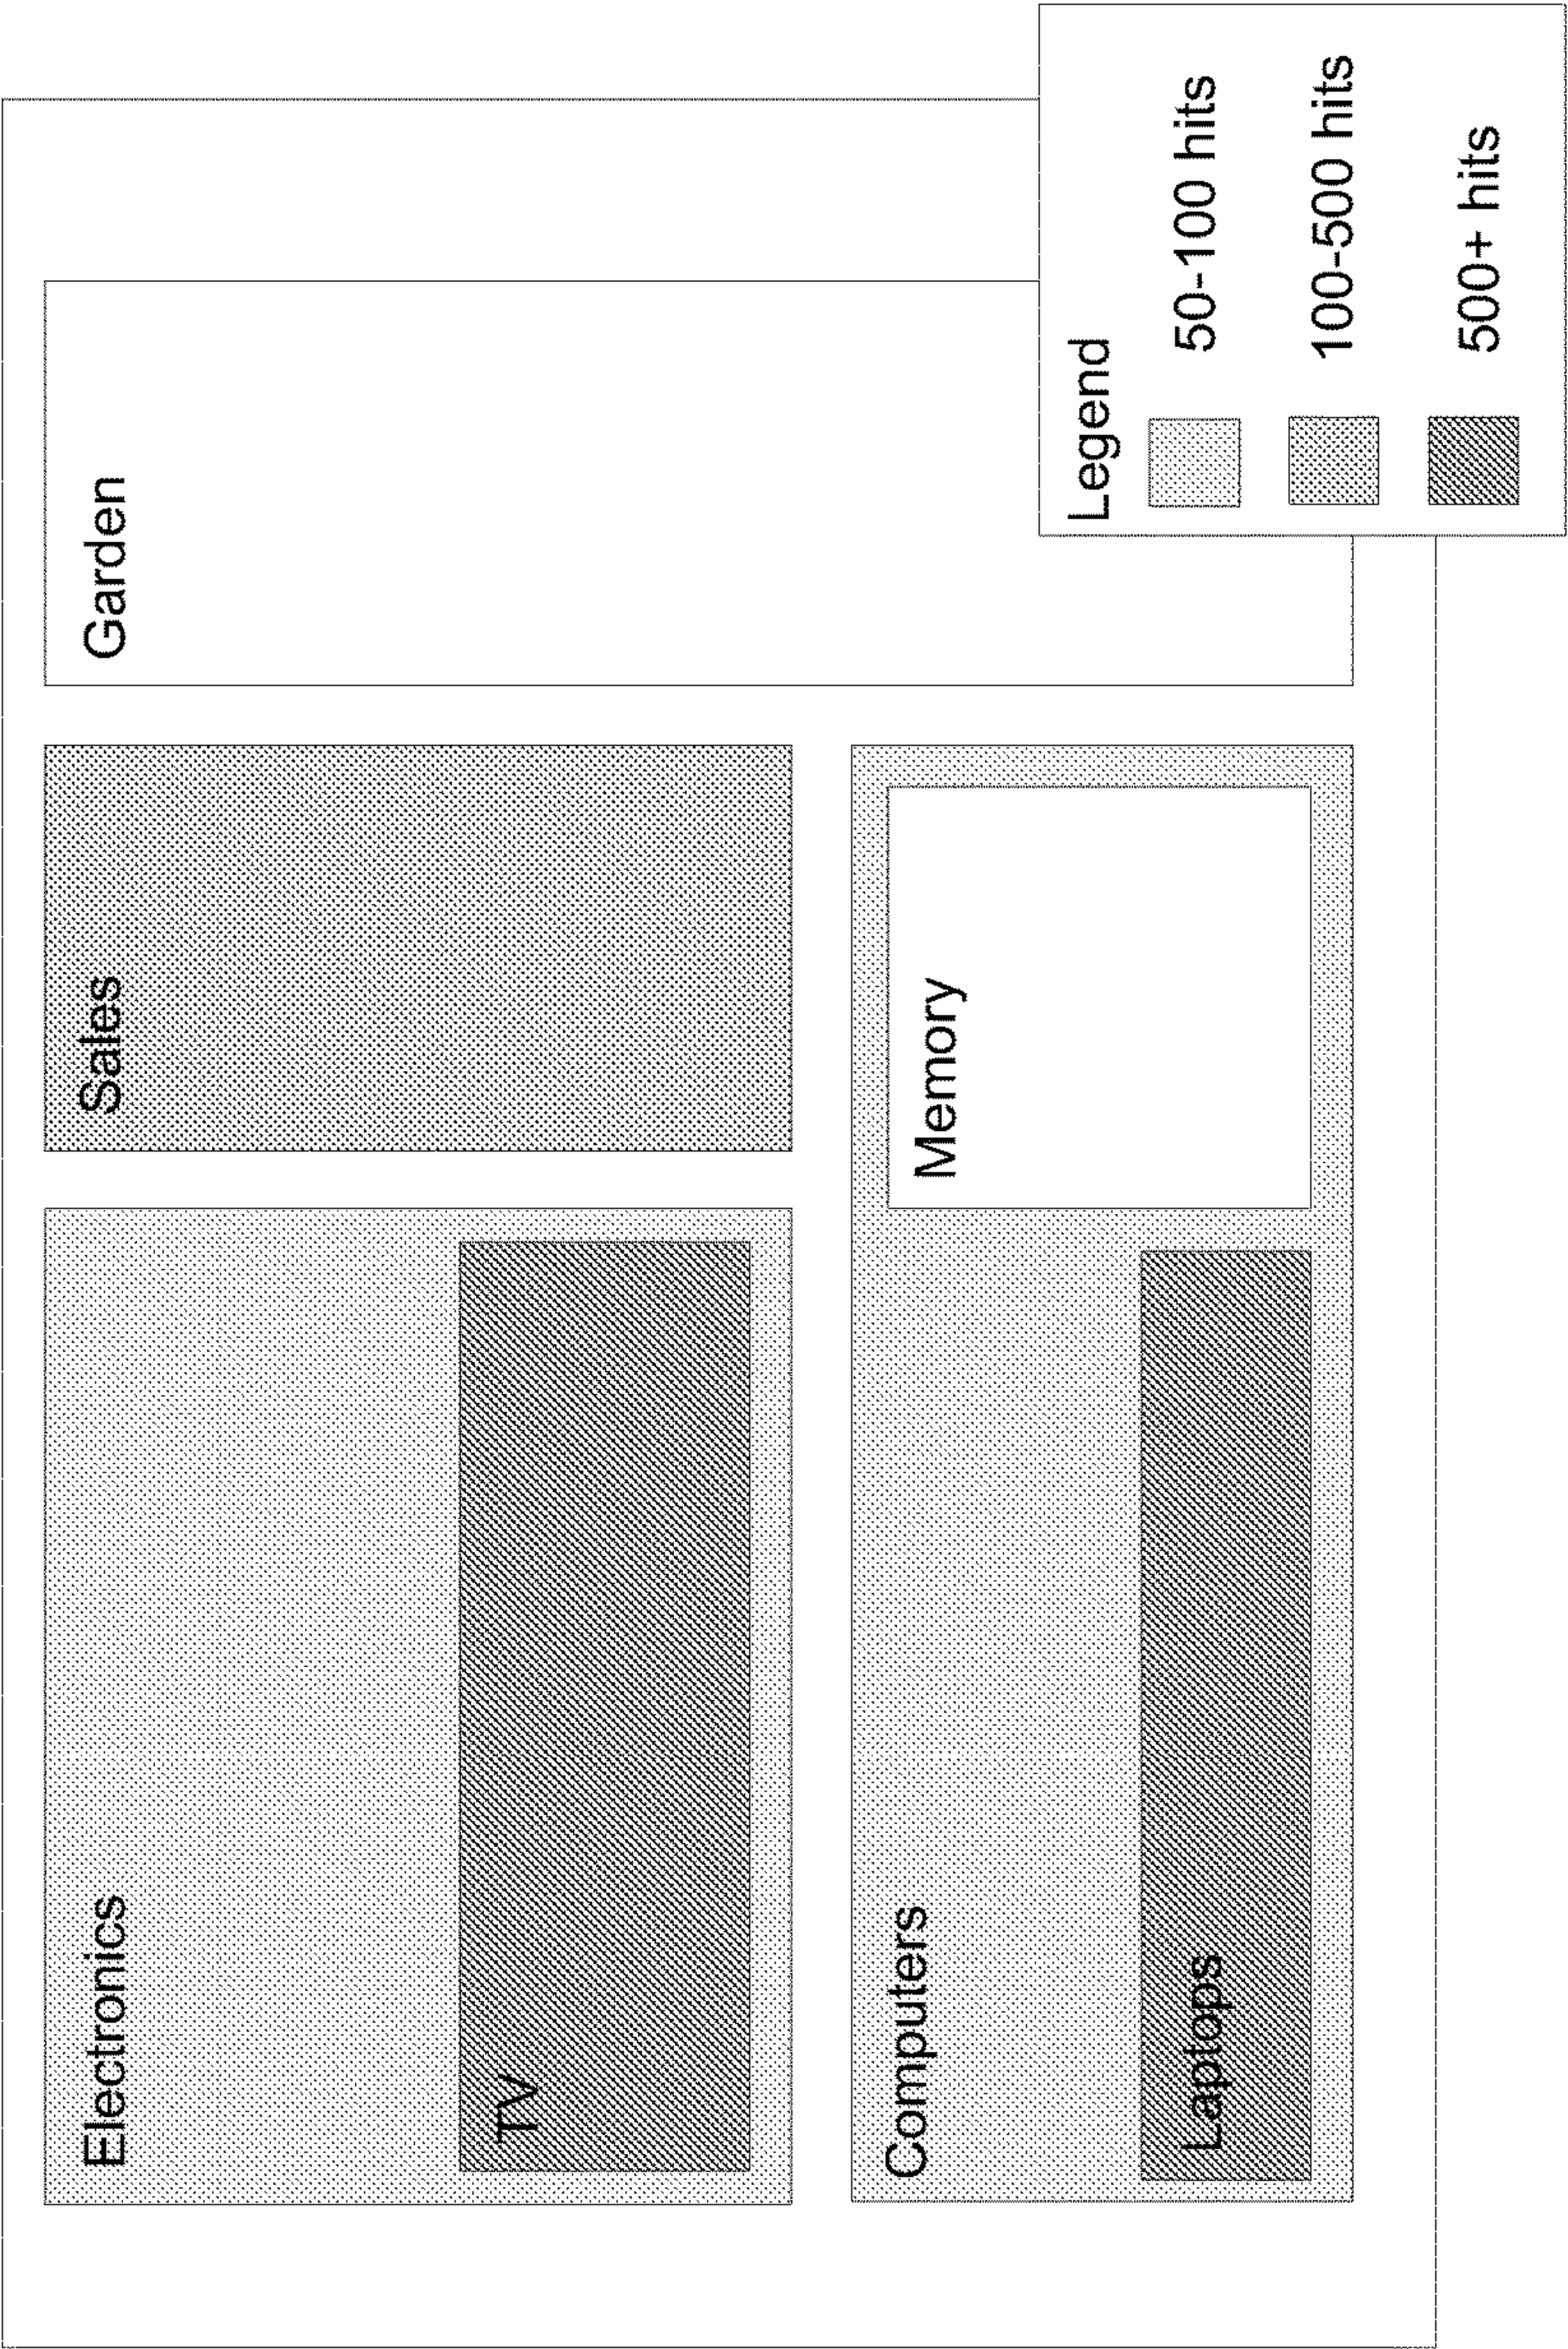 Electronics
TV
Sales
Garden
Computers
Laptops
Memory
Legend
50-100 hits
100-500 hits
500+ hits